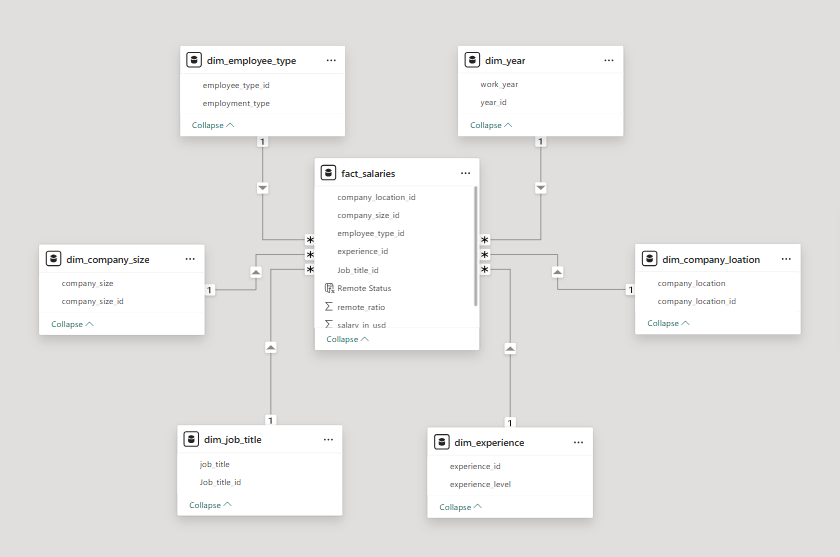 dim_employee_type
employee_type_id
employment_type
Collapse
dim_year
work_year
year_id
Collapse
1
1
fact_salaries
company_location_id
company_size_id
employee_type_id
experience_id
Job_title_id
Remote Status
remote_ratio
salary_in_usd
Collapse
*
*
*
*
*
*
dim_company_size
company_size
company_size_id
Collapse
1
dim_company_loation
company_location
company_location_id
Collapse
1
1
1
dim_job_title
job_title
Job_title_id
Collapse
dim_experience
experience_id
experience_level
Collapse